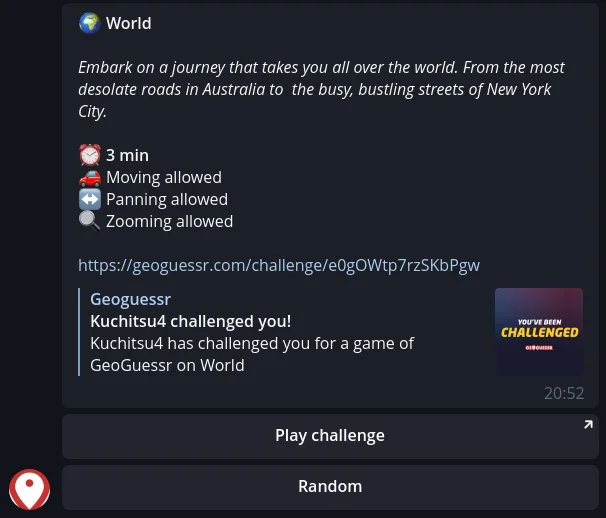 World
Embark on a journey that takes you all over the world. From the most
desolate roads in Australia to the busy, bustling streets of New York
City.
3 min
Moving allowed
Panning allowed
Zooming allowed
https://geoguessr.com/challenge/e0gOWtp7rzSKbPgw
Geoguessr
Kuchitsu4 challenged you!
Kuchitsu4 has challenged you for a game of
GeoGuessr on World
YOU'VE BEEN
CHALLENGED
GEOGUESSR
20:52
Play challenge
Random